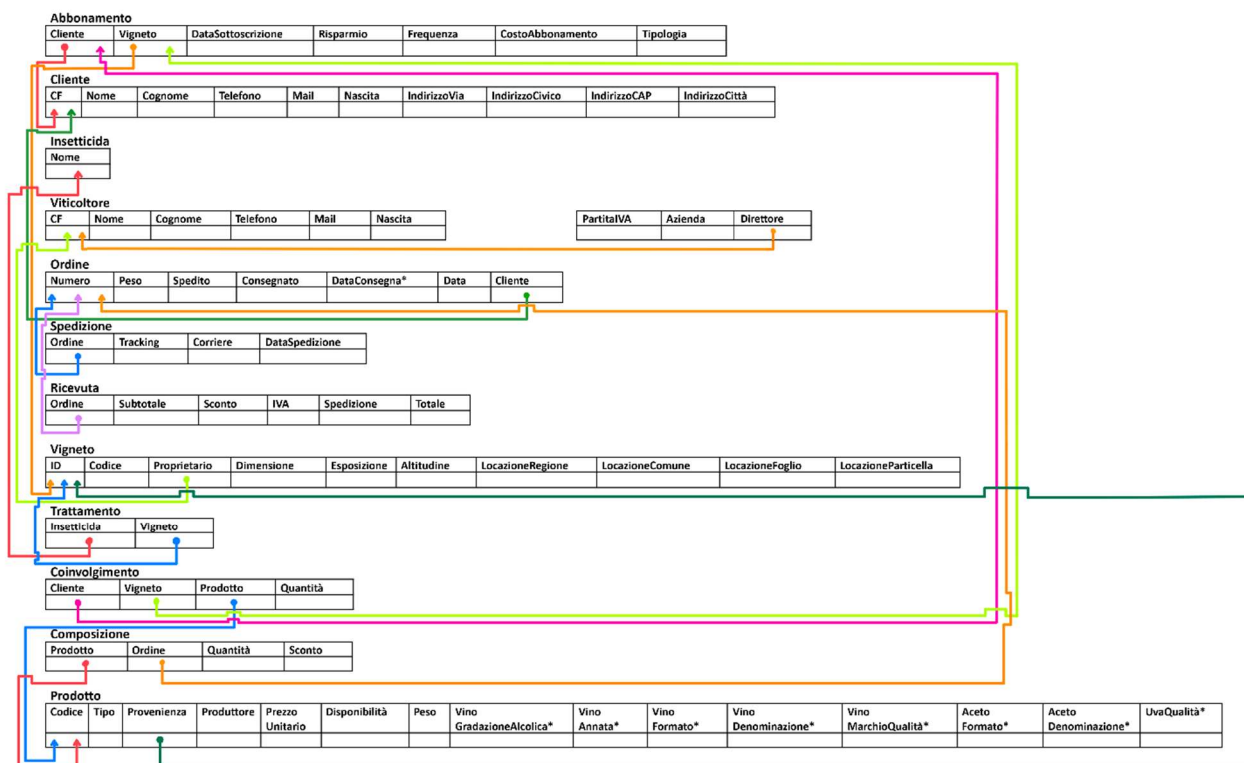 Abbonamento
Cliente Vigneto DataSottoscrizione Risparmio Frequenza CostoAbbonamento Tipologia
Cliente
CF Nome Cognome Telefono Mail Nascita IndirizzoVia IndirizzoCivico IndirizzoCAP IndirizzoCittà
Insetticida
Nome
Viticoltore
CF Nome Cognome Telefono Mail Nascita PartitaIVA Azienda Direttore
Ordine
Numero Peso Spedito Consegnato DataConsegna* Data Cliente
Spedizione
Ordine Tracking Corriere DataSpedizione
Ricevuta
Ordine Subtotale Sconto IVA Spedizione Totale
Vigneto
ID Codice Proprietario Dimensione Esposizione Altitudine LocazioneRegione LocazioneComune LocazioneFoglio LocazioneParticella
Trattamento
Insetticida Vigneto
Coinvolgimento
Cliente Vigneto Prodotto Quantità
Composizione
Prodotto Ordine Quantità Sconto
Prodotto
Codice Tipo Provenienza Produttore Prezzo Disponibilità Peso Vino Vino Vino Vino Vino Aceto Aceto UvaQualità*
Unitario GradazioneAlcolica* Annata* Formato* Denominazione* MarchioQualità* Formato* Denominazione*